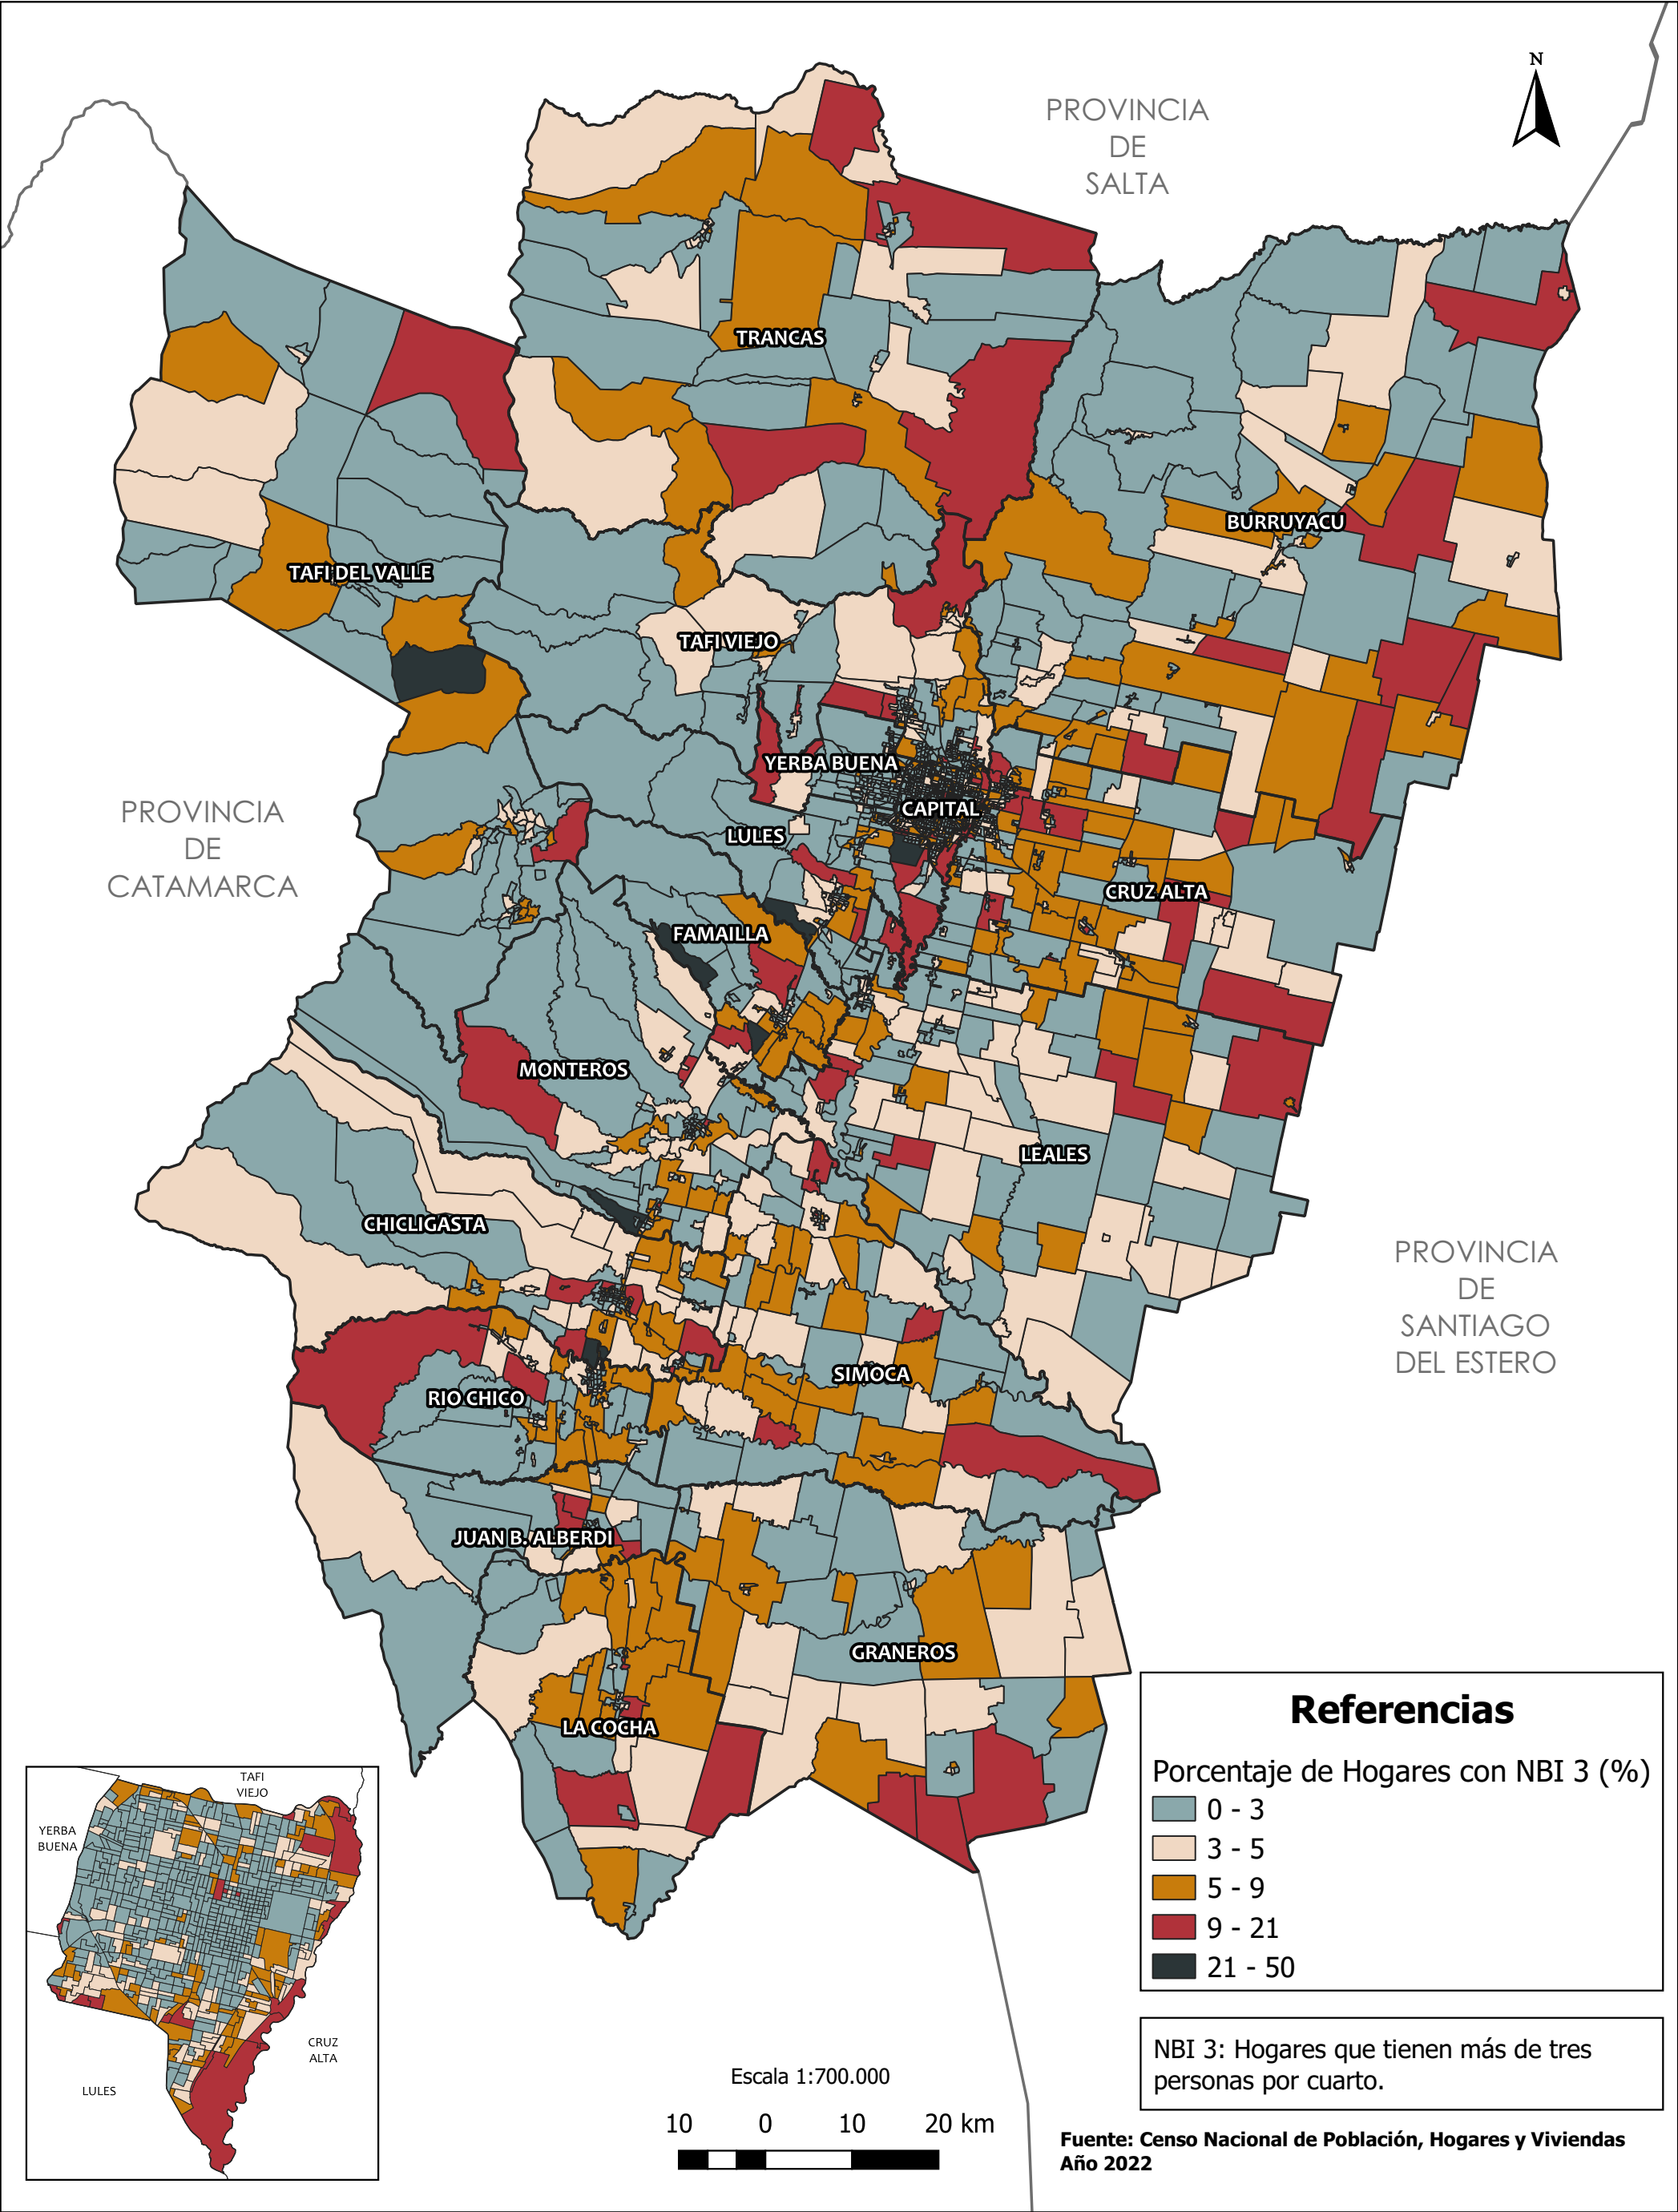 N
PROVINCIA
DE
SALTA
TRANCAS
BURRUYACU
TAFI DEL VALLE
TAFI VIEJO
YERBA BUENA
CAPITAL
LULES
PROVINCIA
DE
CATAMARCA
CRUZ ALTA
FAMAILLA
MONTEROS
LEALES
CHICLIGASTA
PROVINCIA
DE
SANTIAGO
DEL ESTERO
SIMOCA
RIO CHICO
JUAN B. ALBERDI
GRANEROS
LA COCHA
Referencias
Porcentaje de Hogares con NBI 3 (%)
0 - 3
3 - 5
5 - 9
9 - 21
21 - 50
TAFI
VIEJO
YERBA
BUENA
CRUZ
ALTA
LULES
NBI 3: Hogares que tienen más de tres
personas por cuarto.
Escala 1:700.000
10 0 10 20 km
Fuente: Censo Nacional de Población, Hogares y Viviendas
Año 2022